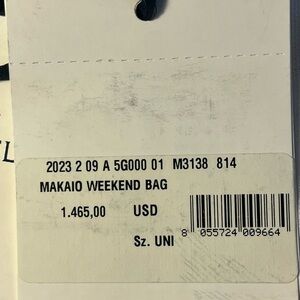 2023 2 09 A 5G000 01 M3138 814
MAKAIO WEEKEND BAG
1.465,00 USD
Sz. UNI
8 055724 009664